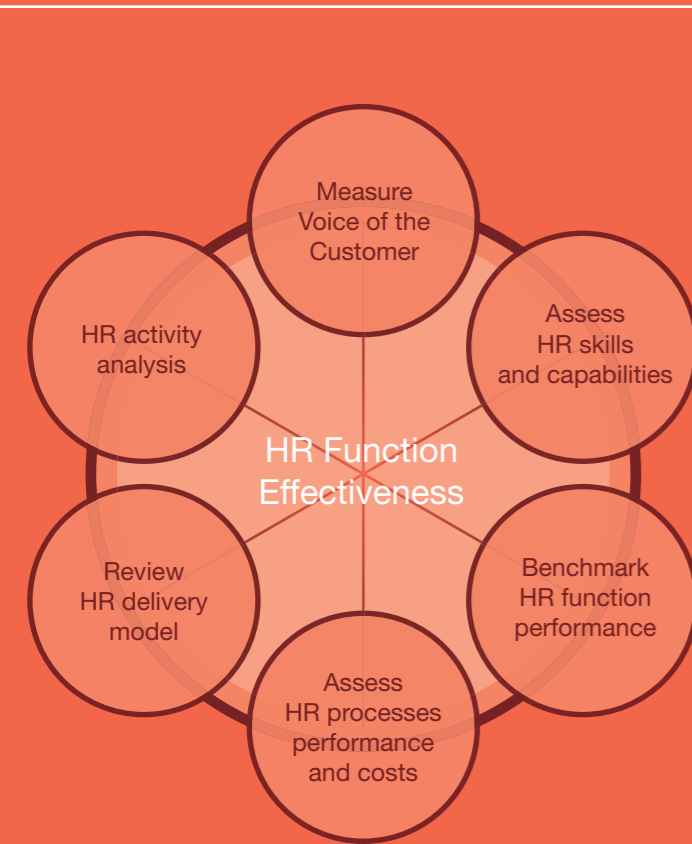 Measure
Voice of the
Customer
Assess
HR skills
and capabilities
HR activity
analysis
HR Function
Effectiveness
Benchmark
HR function
performance
Review
HR delivery
model
Assess
HR processes
performance
and costs